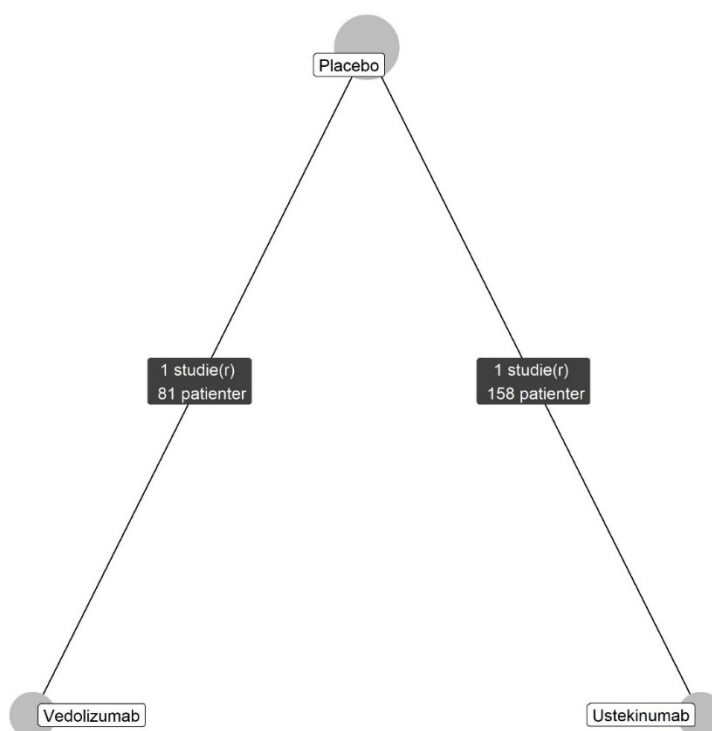 Placebo
1 studie(r)
81 patienter
1 studie(r)
158 patienter
Vedolizumab
Ustekinumab